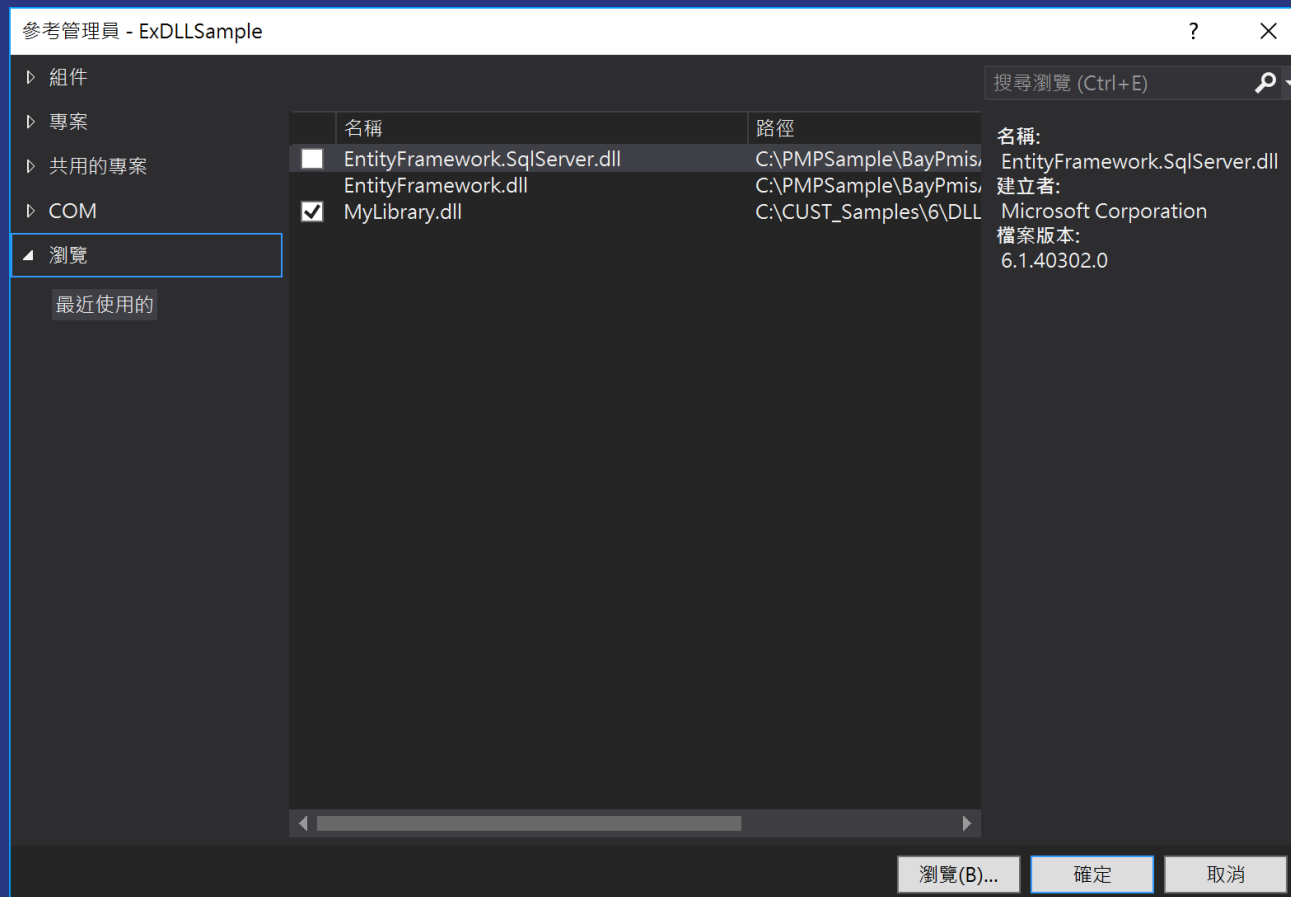 參考管理員 - ExDLLSample
?
組件
專案
共用的專案
COM
瀏覽
最近使用的
名稱 路徑
EntityFramework.SqlServer.dll C:\PMPSample\BayPmis
EntityFramework.dll C:\PMPSample\BayPmis
MyLibrary.dll C:\CUST_Samples\6\DLL
搜尋瀏覽 (Ctrl+E)
名稱:
EntityFramework.SqlServer.dll
建立者:
Microsoft Corporation
檔案版本:
6.1.40302.0
瀏覽(B)... 確定 取消